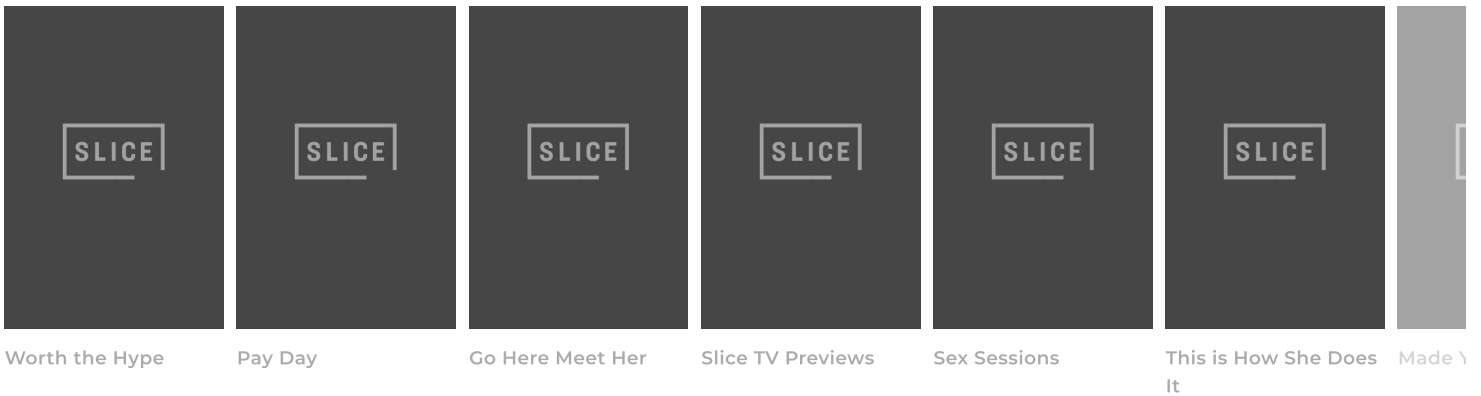 SLICE
SLICE
SLICE
SLICE
SLICE
SLICE
Worth the Hype
Pay Day
Go Here Meet Her
Slice TV Previews
Sex Sessions
This is How She Does
It
Made